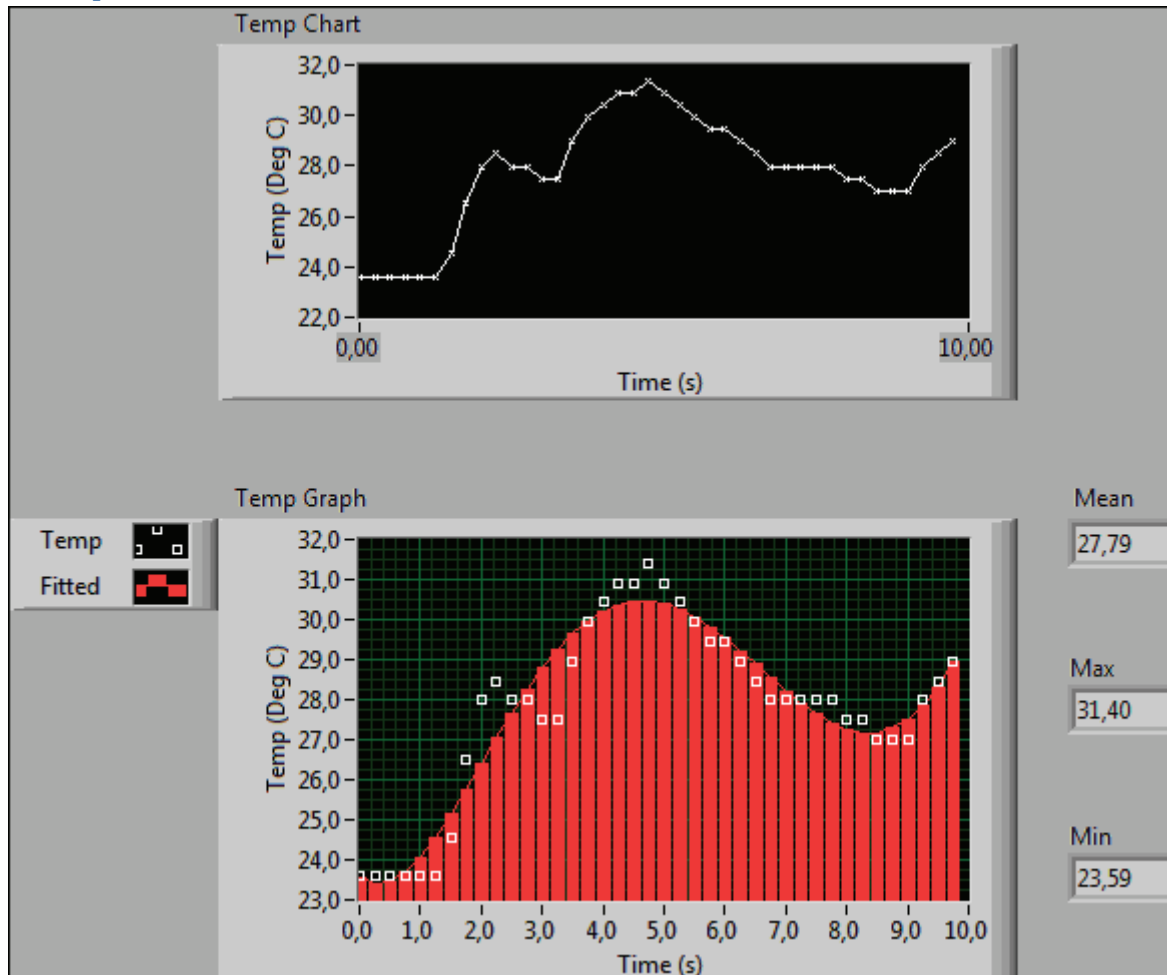 Temp Chart
32,0
30,0
28,0
26,0
24,0
22,0
Temp (Deg C)
0,00 10,00
Time (s)
Temp Graph
Temp
Fitted
32,0
31,0
30,0
29,0
28,0
27,0
26,0
25,0
24,0
23,0
Temp (Deg C)
0,0 1,0 2,0 3,0 4,0 5,0 6,0 7,0 8,0 9,0 10,0
Time (s)
Mean
27,79
Max
31,40
Min
23,59